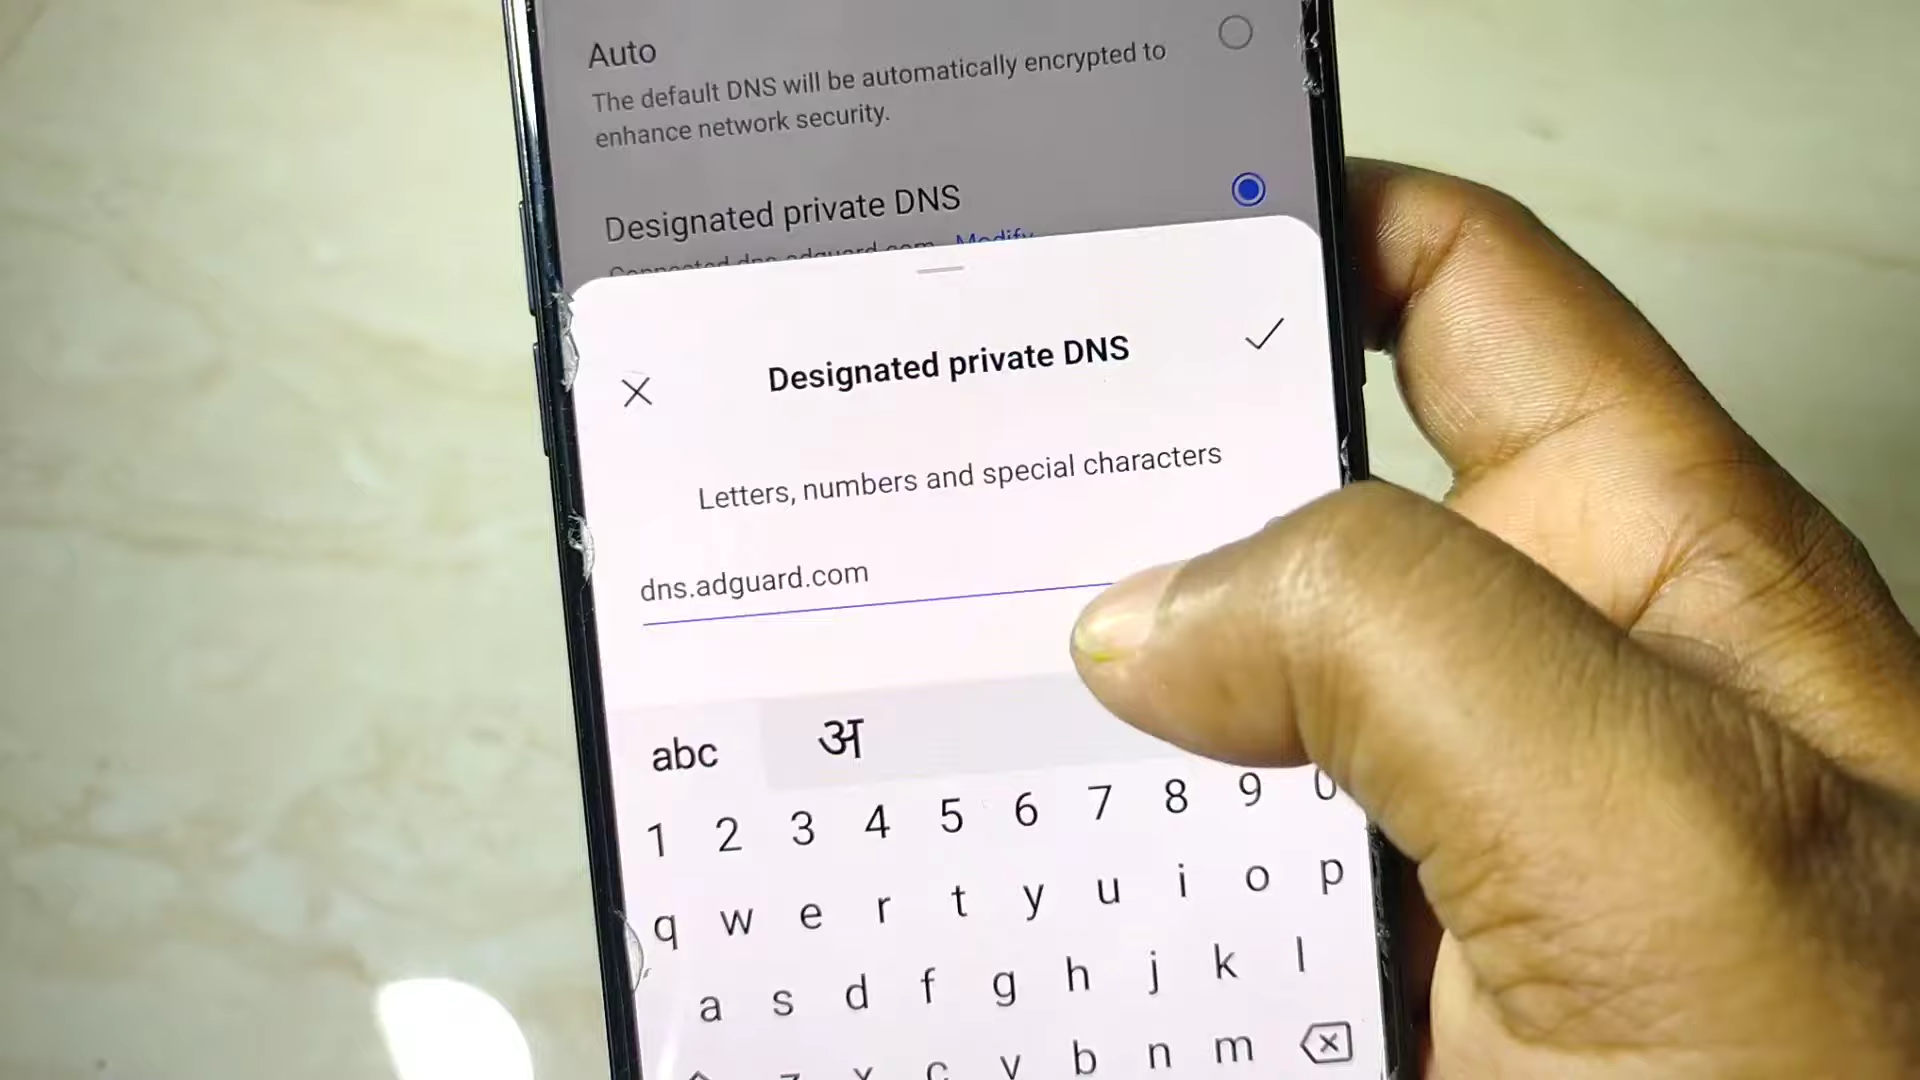 Auto
The default DNS will be automatically encrypted to
enhance network security.
Designated private DNS
Connected dns.adguard.com Modify
Designated private DNS
Letters, numbers and special characters
dns.adguard.com
abc अ
1 2 3 4 5 6 7 8 9 0
q w e r t y u i o p
a s d f g h j k l
z x c v b n m